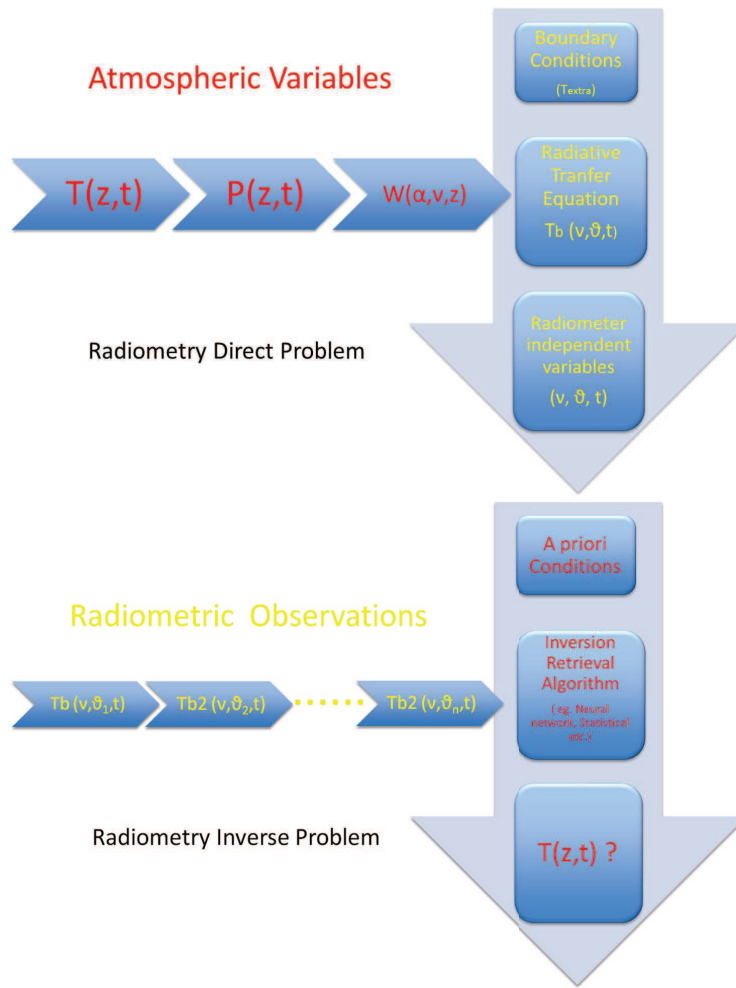 Boundary
Conditions
(Textra)
Atmospheric Variables
T(z,t)
P(z,t)
W(α,ν,z)
Radiative
Tranfer
Equation
Tb (ν,ϑ,t)
Radiometry Direct Problem
Radiometer
independent
variables
(ν, ϑ, t)
A priori
Conditions
Radiometric Observations
Tb (ν,ϑ1,t)
Tb2 (ν,ϑ2,t)
......
Tb2 (ν,ϑn,t)
Inversion
Retrieval
Algorithm
( eg. Neural
network, Statistical
etc.)
Radiometry Inverse Problem
T(z,t) ?